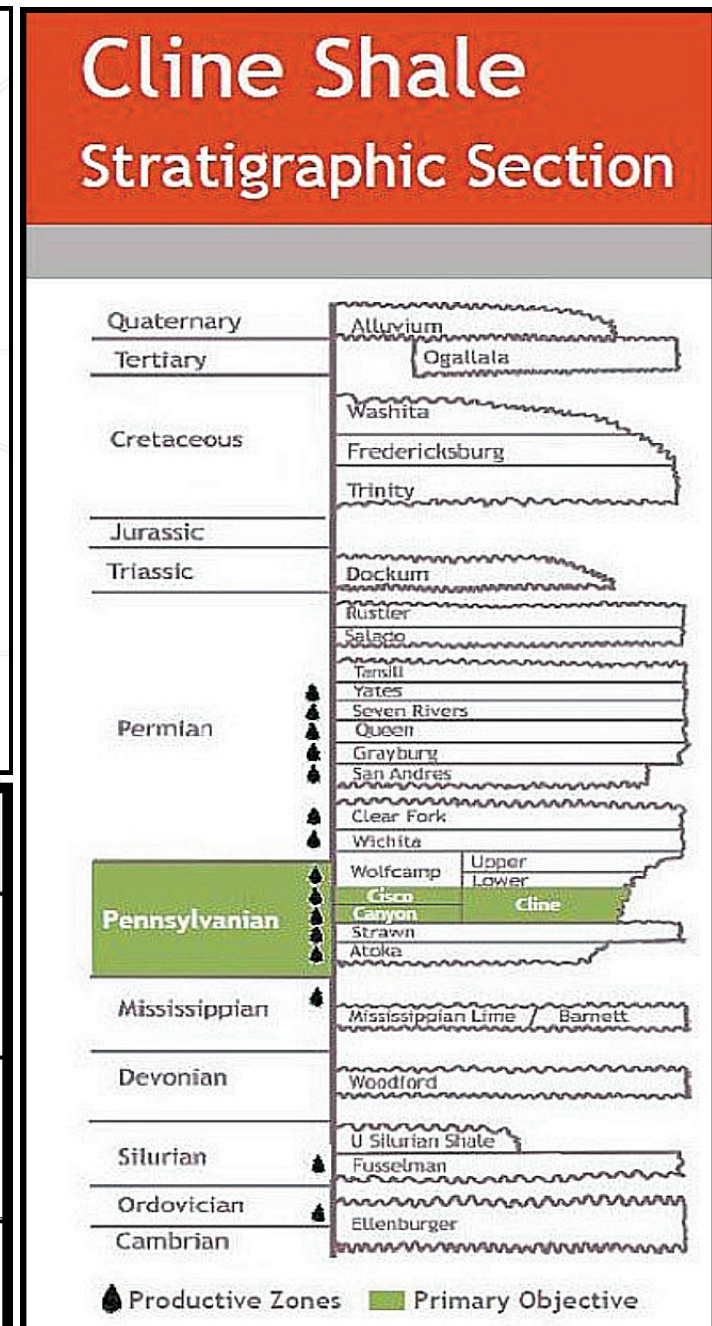 Cline Shale
Stratigraphic Section
Quaternary
Alluvium
Tertiary
Ogallala
Cretaceous
Washita
Fredericksburg
Trinity
Jurassic
Triassic
Dockum
Permian
Rustler
Salado
Tansill
Yates
Seven Rivers
Queen
Grayburg
San Andres
Clear Fork
Wichita
Pennsylvanian
Wolfcamp
Upper
Lower
Cisco
Canyon
Cline
Strawn
Atoka
Mississippian
Mississippian Lime / Barnett
Devonian
Woodford
Silurian
U Silurian Shale
Fusselman
Ordovician
Ellenburger
Cambrian
Productive Zones Primary Objective